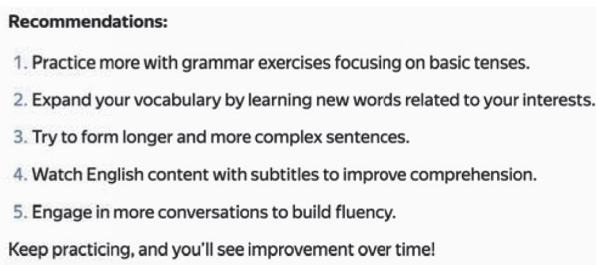 Recommendations:
1. Practice more with grammar exercises focusing on basic tenses.
2. Expand your vocabulary by learning new words related to your interests.
3. Try to form longer and more complex sentences.
4. Watch English content with subtitles to improve comprehension.
5. Engage in more conversations to build fluency.
Keep practicing, and you'll see improvement over time!